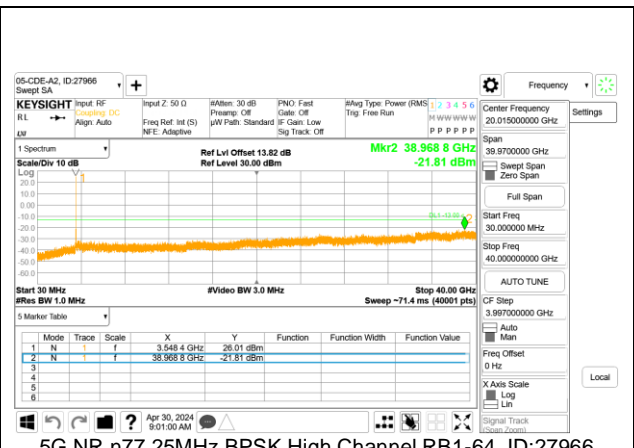 05-CDE-A2, ID:27966
Swept SA
Frequency
Settings
KEYSIGHT
RL
Input: RF
Coupling: DC
Align: Auto
Input Z: 50 Ω
Freq Ref: Int (S)
NFE: Adaptive
#Atten: 30 dB
Preamp: Off
µW Path: Standard
PNO: Fast
Gate: Off
IF Gain: Low
Sig Track: Off
#Avg Type: Power (RMS
Trig: Free Run
1 2 3 4 5 6
M W W W W W
P P P P P P
1 Spectrum
Scale/Div 10 dB
Log
Ref Lvl Offset 13.82 dB
Ref Level 30.00 dBm
Mkr2 38.968 8 GHz
-21.81 dBm
20.0
10.0
0.00
-10.0
-20.0
-30.0
-40.0
-50.0
-60.0
1
2
Start 30 MHz
#Res BW 1.0 MHz
#Video BW 3.0 MHz
Stop 40.00 GHz
Sweep ~71.4 ms (40001 pts)
5 Marker Table
Mode Trace Scale X Y Function Function Width Function Value
1 N 1 f 3.548 4 GHz 26.01 dBm
2 N 1 f 38.968 8 GHz -21.81 dBm
3
4
5
6
Apr 30, 2024
9:01:00 AM
Center Frequency
20.015000000 GHz
Span
39.9700000 GHz
Swept Span
Zero Span
Full Span
Start Freq
30.000000 MHz
Stop Freq
40.000000000 GHz
AUTO TUNE
CF Step
3.997000000 GHz
Auto
Man
Freq Offset
0 Hz
X Axis Scale
Log
Lin
Signal Track
(Span Zoom)
Local
5G NR n77 25MHz BPSK High Channel RB1-64, ID:27966